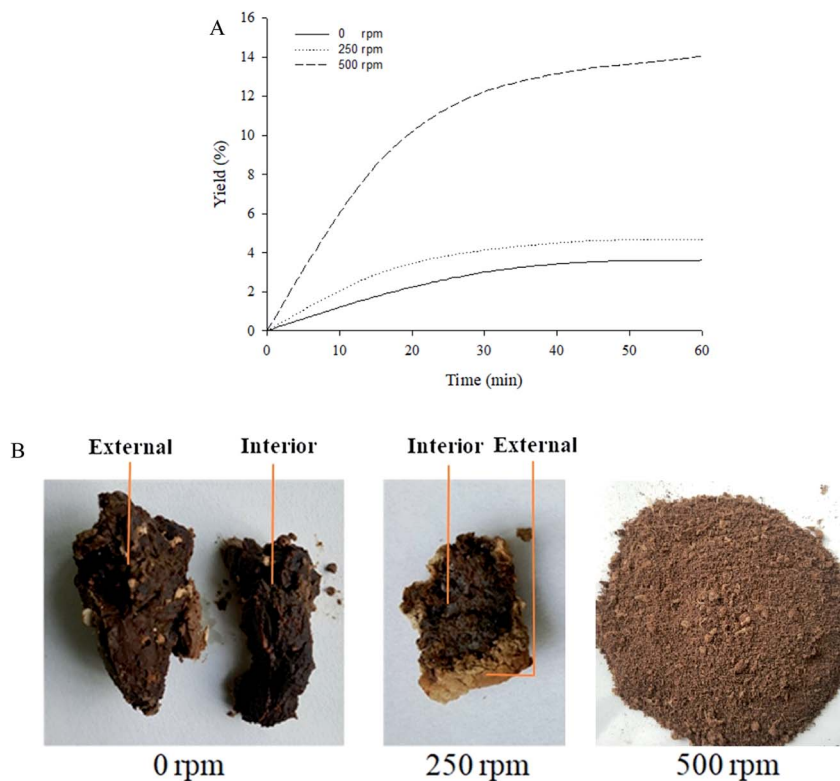 A
0 rpm
250 rpm
500 rpm
16
14
12
10
8
6
4
2
0
Yield (%)
0 10 20 30 40 50 60
Time (min)
B
External Interior
Interior External
0 rpm
250 rpm
500 rpm